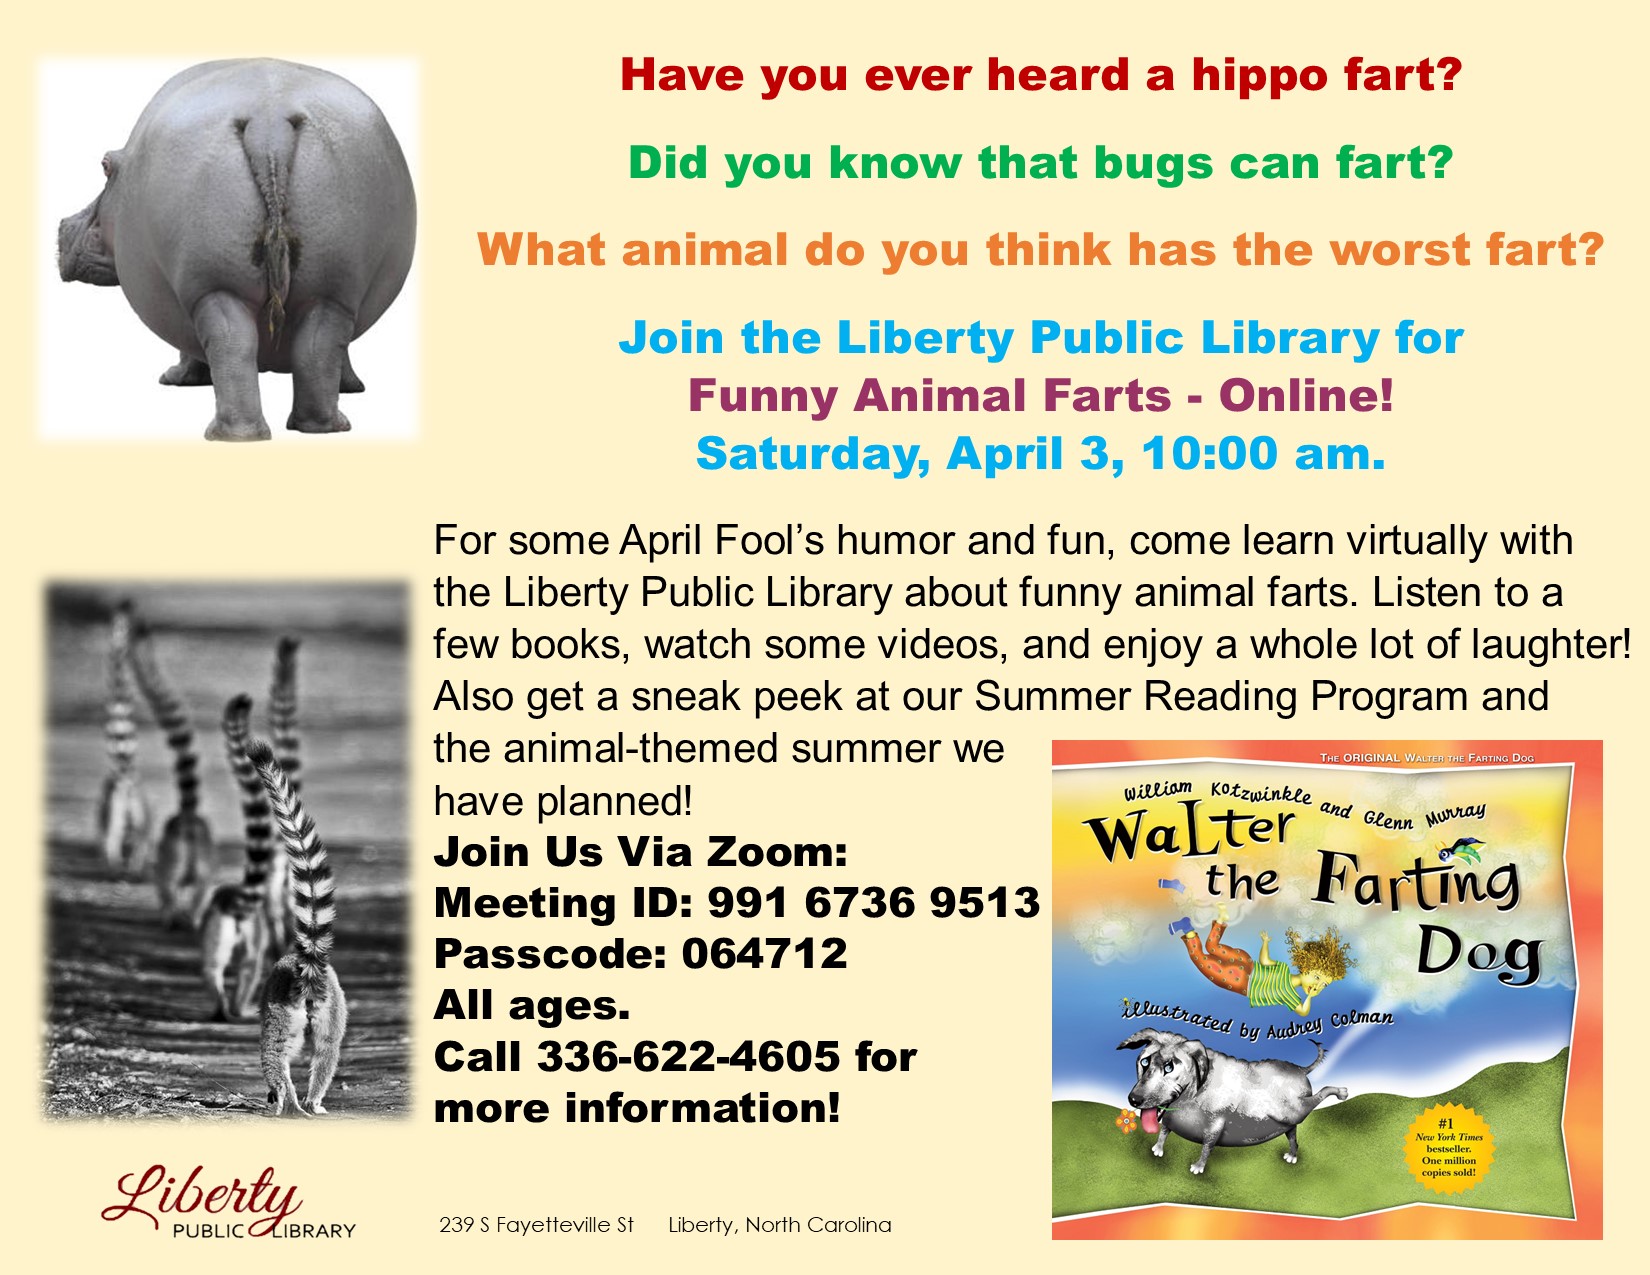 Have you ever heard a hippo fart?
Did you know that bugs can fart?
What animal do you think has the worst fart?
Join the Liberty Public Library for
Funny Animal Farts - Online!
Saturday, April 3, 10:00 am.
For some April Fool’s humor and fun, come learn virtually with
the Liberty Public Library about funny animal farts. Listen to a
few books, watch some videos, and enjoy a whole lot of laughter!
Also get a sneak peek at our Summer Reading Program and
the animal-themed summer we
have planned!
Join Us Via Zoom:
Meeting ID: 991 6736 9513
Passcode: 064712
All ages.
Call 336-622-4605 for
more information!
The ORIGINAL Walter the Farting Dog
William Kotzwinkle and Glenn Murray
Walter
the Farting
Dog
illustrated by Audrey Colman
#1
New York Times
bestseller.
One million
copies sold!
Liberty
PUBLIC LIBRARY
239 S Fayetteville St Liberty, North Carolina